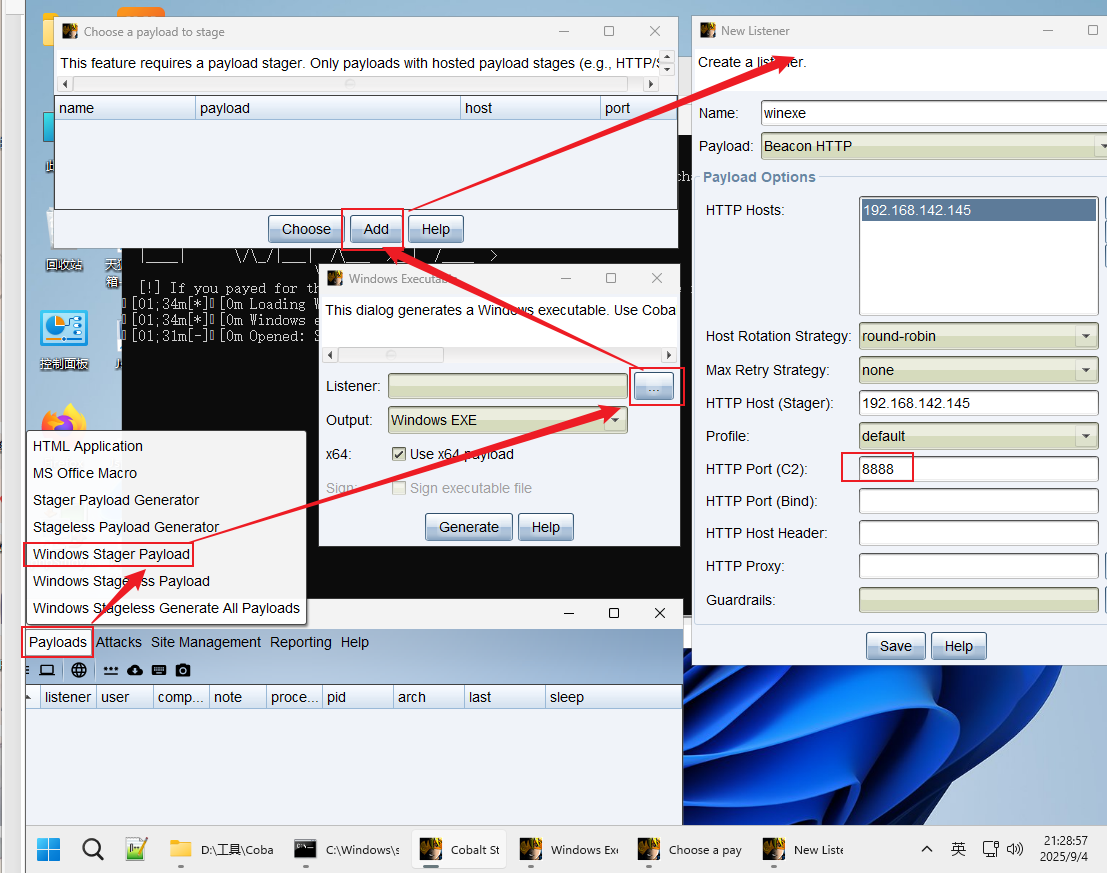 Choose a payload to stage
This feature requires a payload stager. Only payloads with hosted payload stages (e.g., HTTP/S
name payload host port
Choose Add Help
New Listener
Create a listener.
Name: winexe
Payload: Beacon HTTP
Payload Options
HTTP Hosts: 192.168.142.145
Host Rotation Strategy: round-robin
Max Retry Strategy: none
HTTP Host (Stager): 192.168.142.145
Profile: default
HTTP Port (C2): 8888
HTTP Port (Bind):
HTTP Host Header:
HTTP Proxy:
Guardrails:
Save Help
回收站
控制面板
[!] If you payed for th
[01;34m[*] [0m Loading W
[01;34m[*] [0m Windows e
[01;31m[-] [0m Opened: S
Windows Executab
This dialog generates a Windows executable. Use Coba
Listener: ...
Output: Windows EXE
x64: Use x64 payload
Sign: Sign executable file
Generate Help
HTML Application
MS Office Macro
Stager Payload Generator
Stageless Payload Generator
Windows Stager Payload
Windows Stageless Payload
Windows Stageless Generate All Payloads
Payloads Attacks Site Management Reporting Help
listener user comp... note proce... pid arch last sleep
D:\工具\Coba C:\Windows\s Cobalt St Windows Exe Choose a pay New Liste
英
21:28:57
2025/9/4